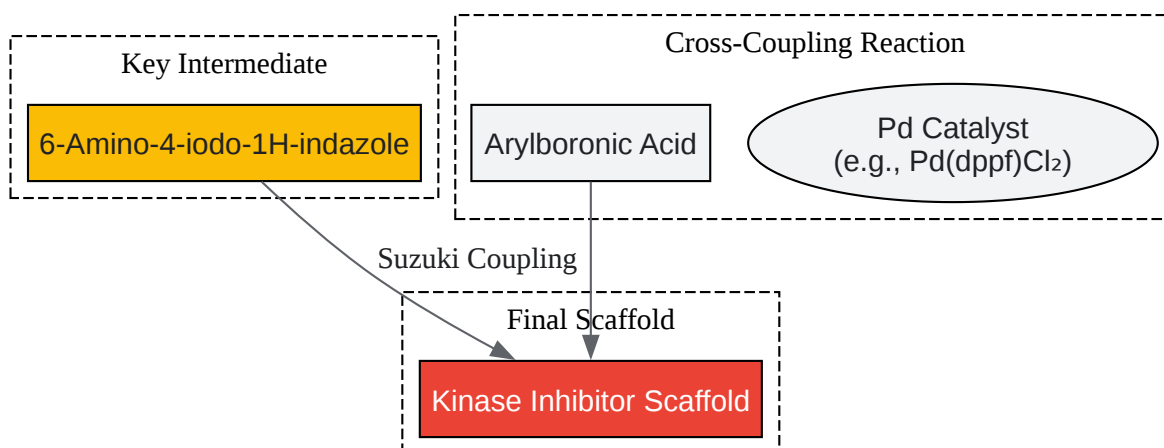 Key Intermediate
6-Amino-4-iodo-1H-indazole
Cross-Coupling Reaction
Arylboronic Acid
Pd Catalyst
(e.g., Pd(dppf)Cl₂)
Suzuki Coupling
Final Scaffold
Kinase Inhibitor Scaffold